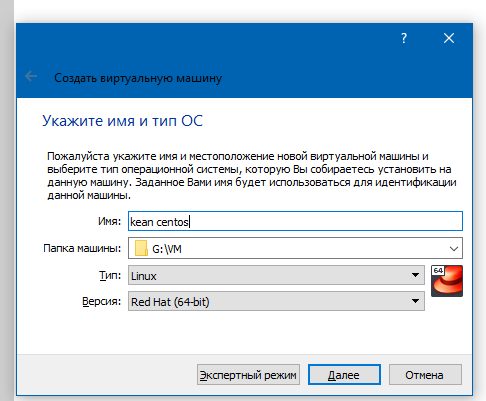 ?
Создать виртуальную машину
Укажите имя и тип ОС
Пожалуйста укажите имя и местоположение новой виртуальной машины и
выберите тип операционной системы, которую Вы собираетесь установить на
данную машину. Заданное Вами имя будет использоваться для идентификации
данной машины.
Имя: kean centos
Папка машины: G:\VM
Тип: Linux
64
Версия: Red Hat (64-bit)
Экспертный режим Далее Отмена